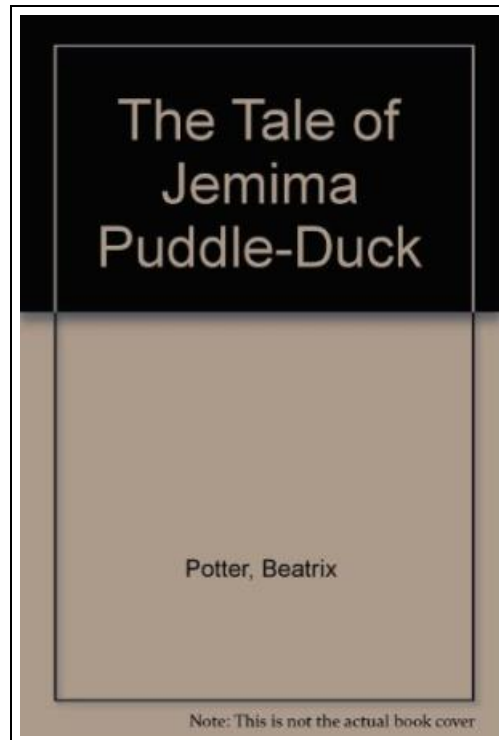 The Tale of
Jemima
Puddle-Duck
Potter, Beatrix
Note: This is not the actual book cover